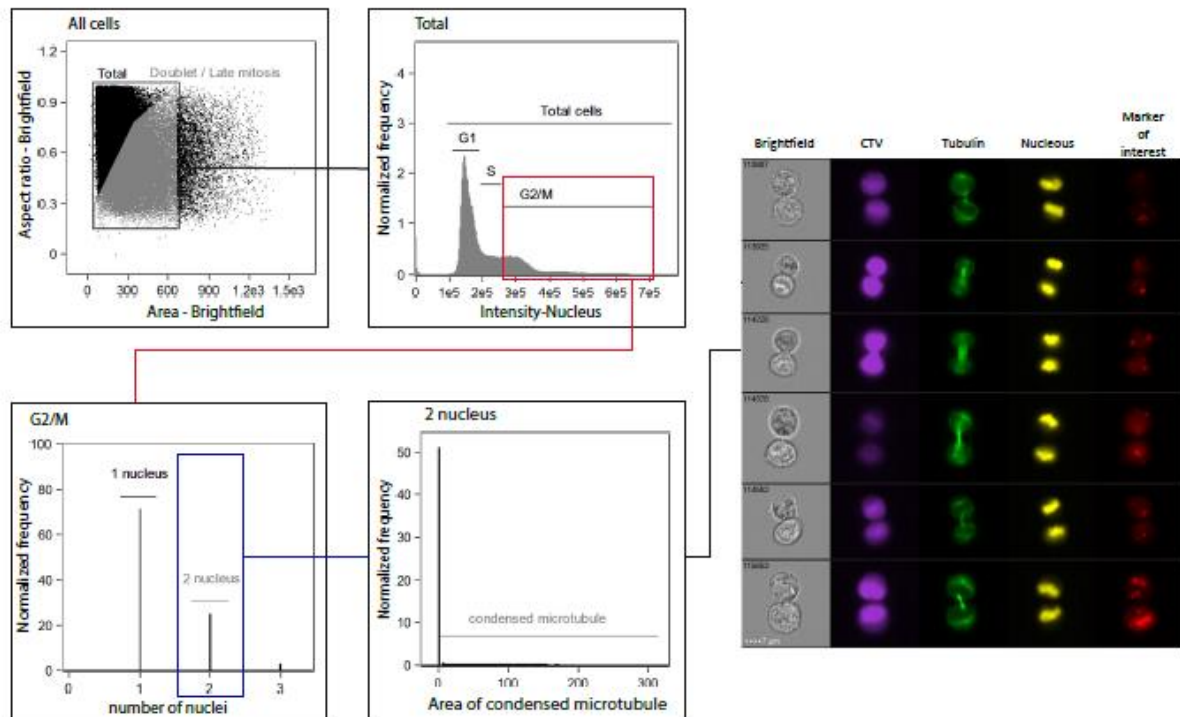 All cells
1.2
0.9
0.6
0.3
0
Total Doublet / Late mitosis
Aspect ratio - Brightfield
0 300 600 900 1.2e3 1.5e3
Area - Brightfield
Total
4
3
2
1
0
Total cells
G1
S
G2/M
Normalized frequency
0 1e5 2e5 3e5 4e5 5e5 6e5 7e5
Intensity-Nucleus
G2/M
100
80
60
40
20
0
1 nucleus
2 nucleus
Normalized frequency
0 1 2 3
number of nuclei
2 nucleus
50
40
30
20
10
0
condensed microtubule
Normalized frequency
0 100 200 300
Area of condensed microtubule
Brightfield CTV Tubulin Nucleous Marker
of
interest